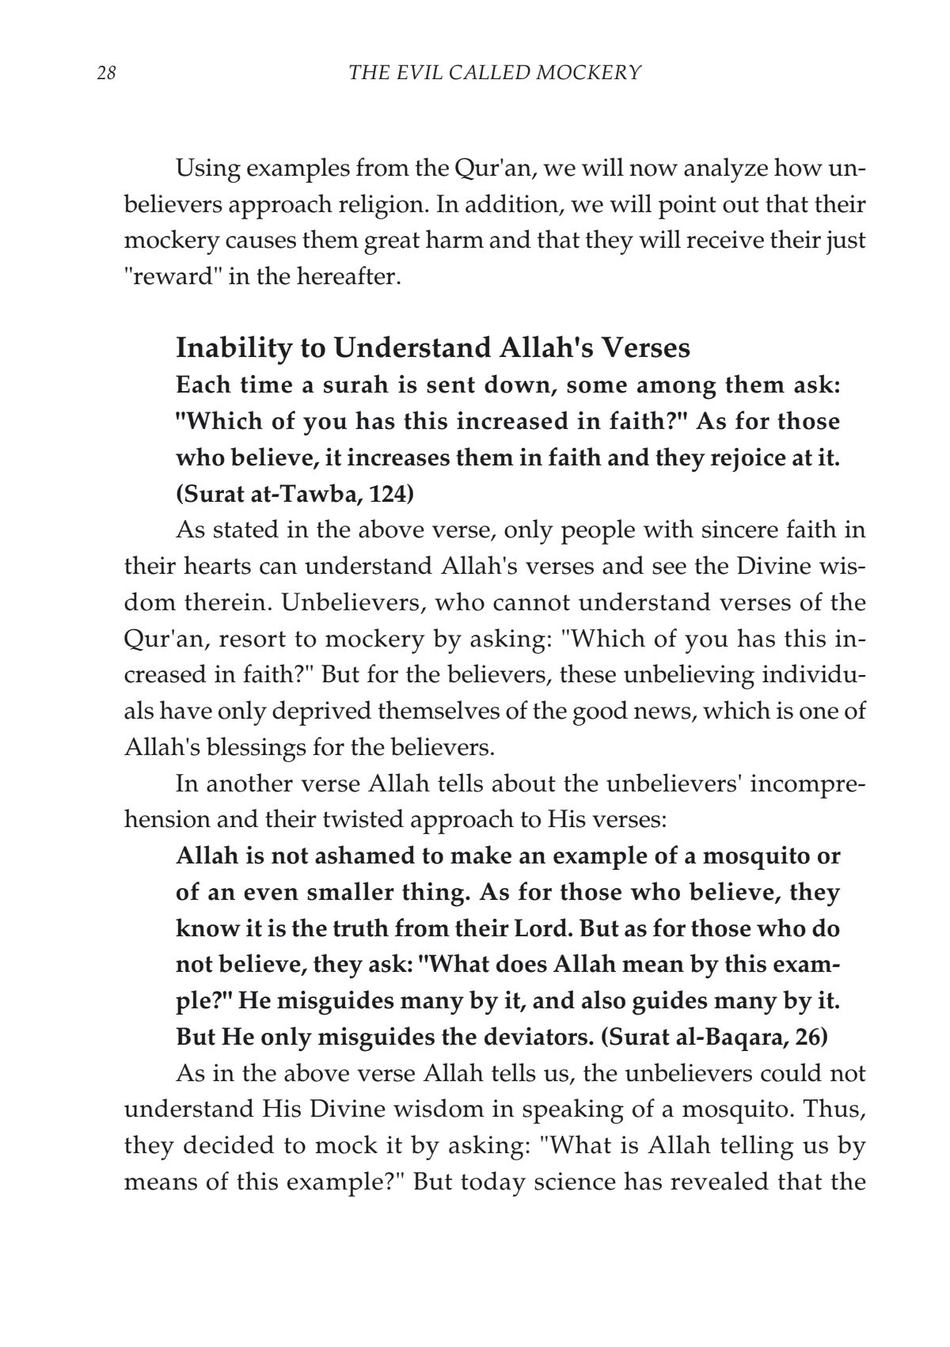 28
THE EVIL CALLED MOCKERY
Using examples from the Qur'an, we will now analyze how un-
believers approach religion. In addition, we will point out that their
mockery causes them great harm and that they will receive their just
"reward" in the hereafter.
Inability to Understand Allah's Verses
Each time a surah is sent down, some among them ask:
"Which of you has this increased in faith?" As for those
who believe, it increases them in faith and they rejoice at it.
(Surat at-Tawba, 124)
As stated in the above verse, only people with sincere faith in
their hearts can understand Allah's verses and see the Divine wis-
dom therein. Unbelievers, who cannot understand verses of the
Qur'an, resort to mockery by asking: "Which of you has this in-
creased in faith?" But for the believers, these unbelieving individu-
als have only deprived themselves of the good news, which is one of
Allah's blessings for the believers.
In another verse Allah tells about the unbelievers' incompre-
hension and their twisted approach to His verses:
Allah is not ashamed to make an example of a mosquito or
of an even smaller thing. As for those who believe, they
know it is the truth from their Lord. But as for those who do
not believe, they ask: "What does Allah mean by this exam-
ple?" He misguides many by it, and also guides many by it.
But He only misguides the deviators. (Surat al-Baqara, 26)
As in the above verse Allah tells us, the unbelievers could not
understand His Divine wisdom in speaking of a mosquito. Thus,
they decided to mock it by asking: "What is Allah telling us by
means of this example?" But today science has revealed that the